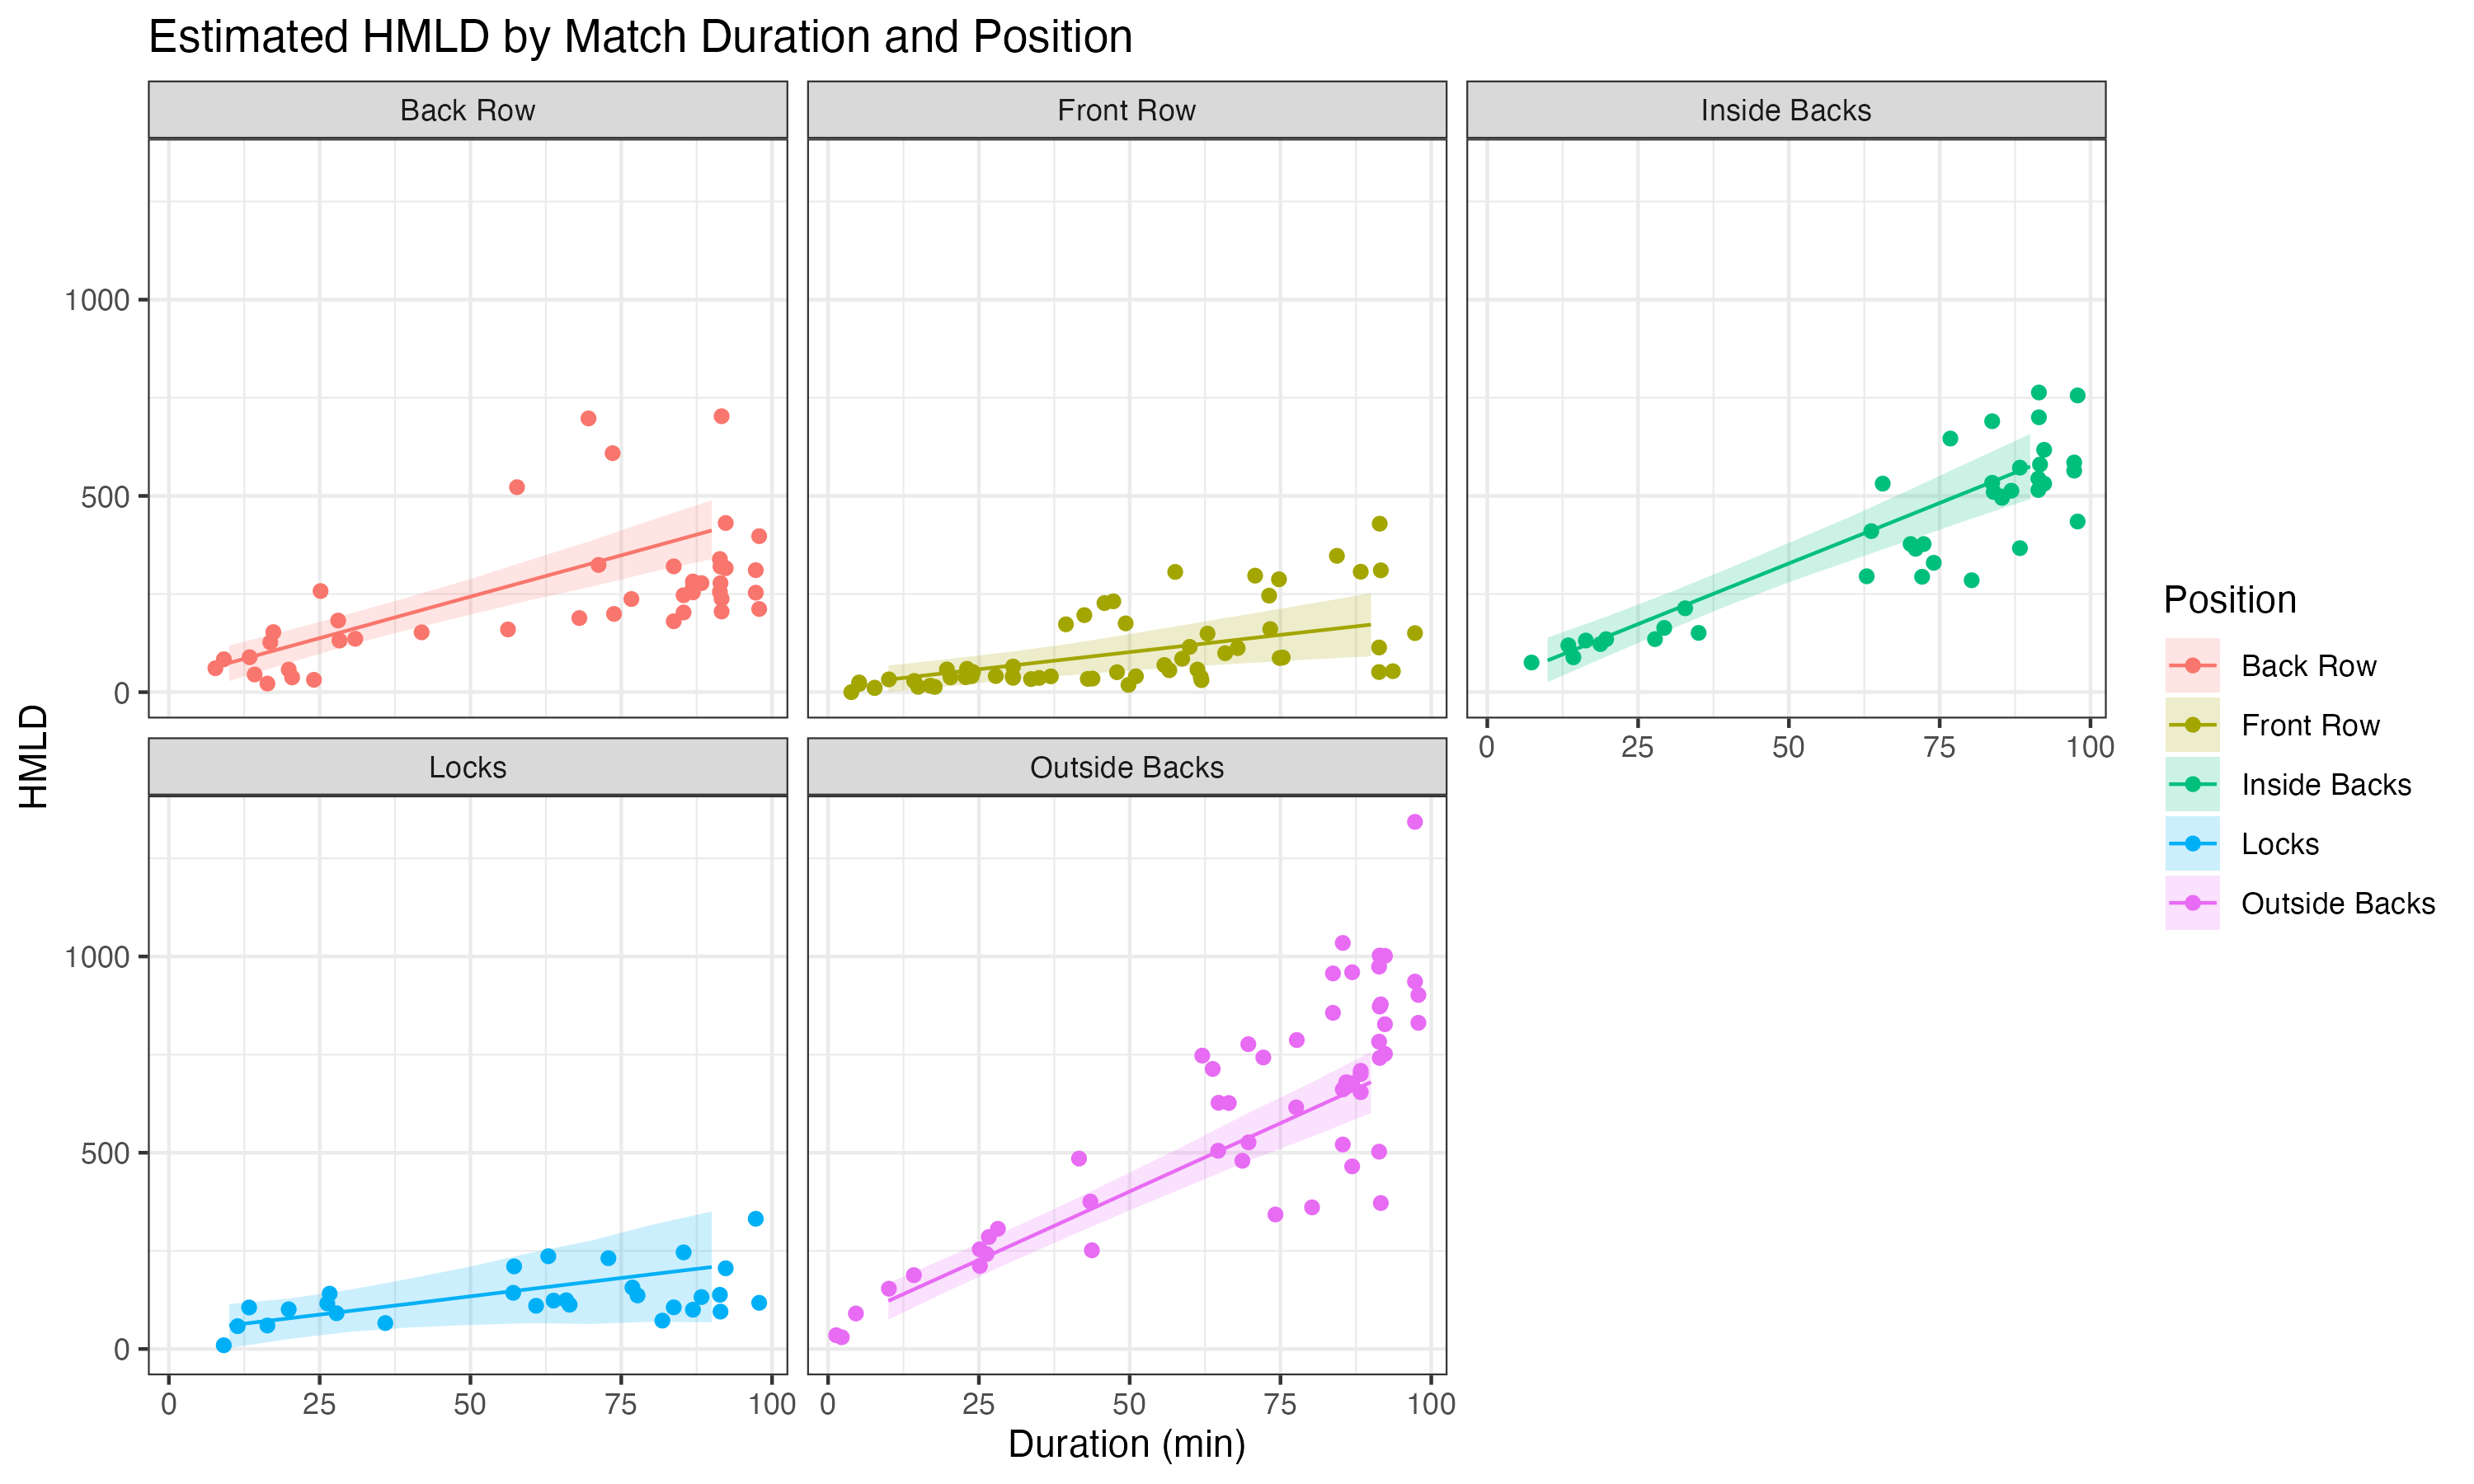 Estimated HMLD by Match Duration and Position
Back Row
Front Row
Inside Backs
1000
500
0
0 25 50 75 100
HMLD
Locks
Outside Backs
1000
500
0
0 25 50 75 100
0 25 50 75 100
Duration (min)
Position
Back Row
Front Row
Inside Backs
Locks
Outside Backs